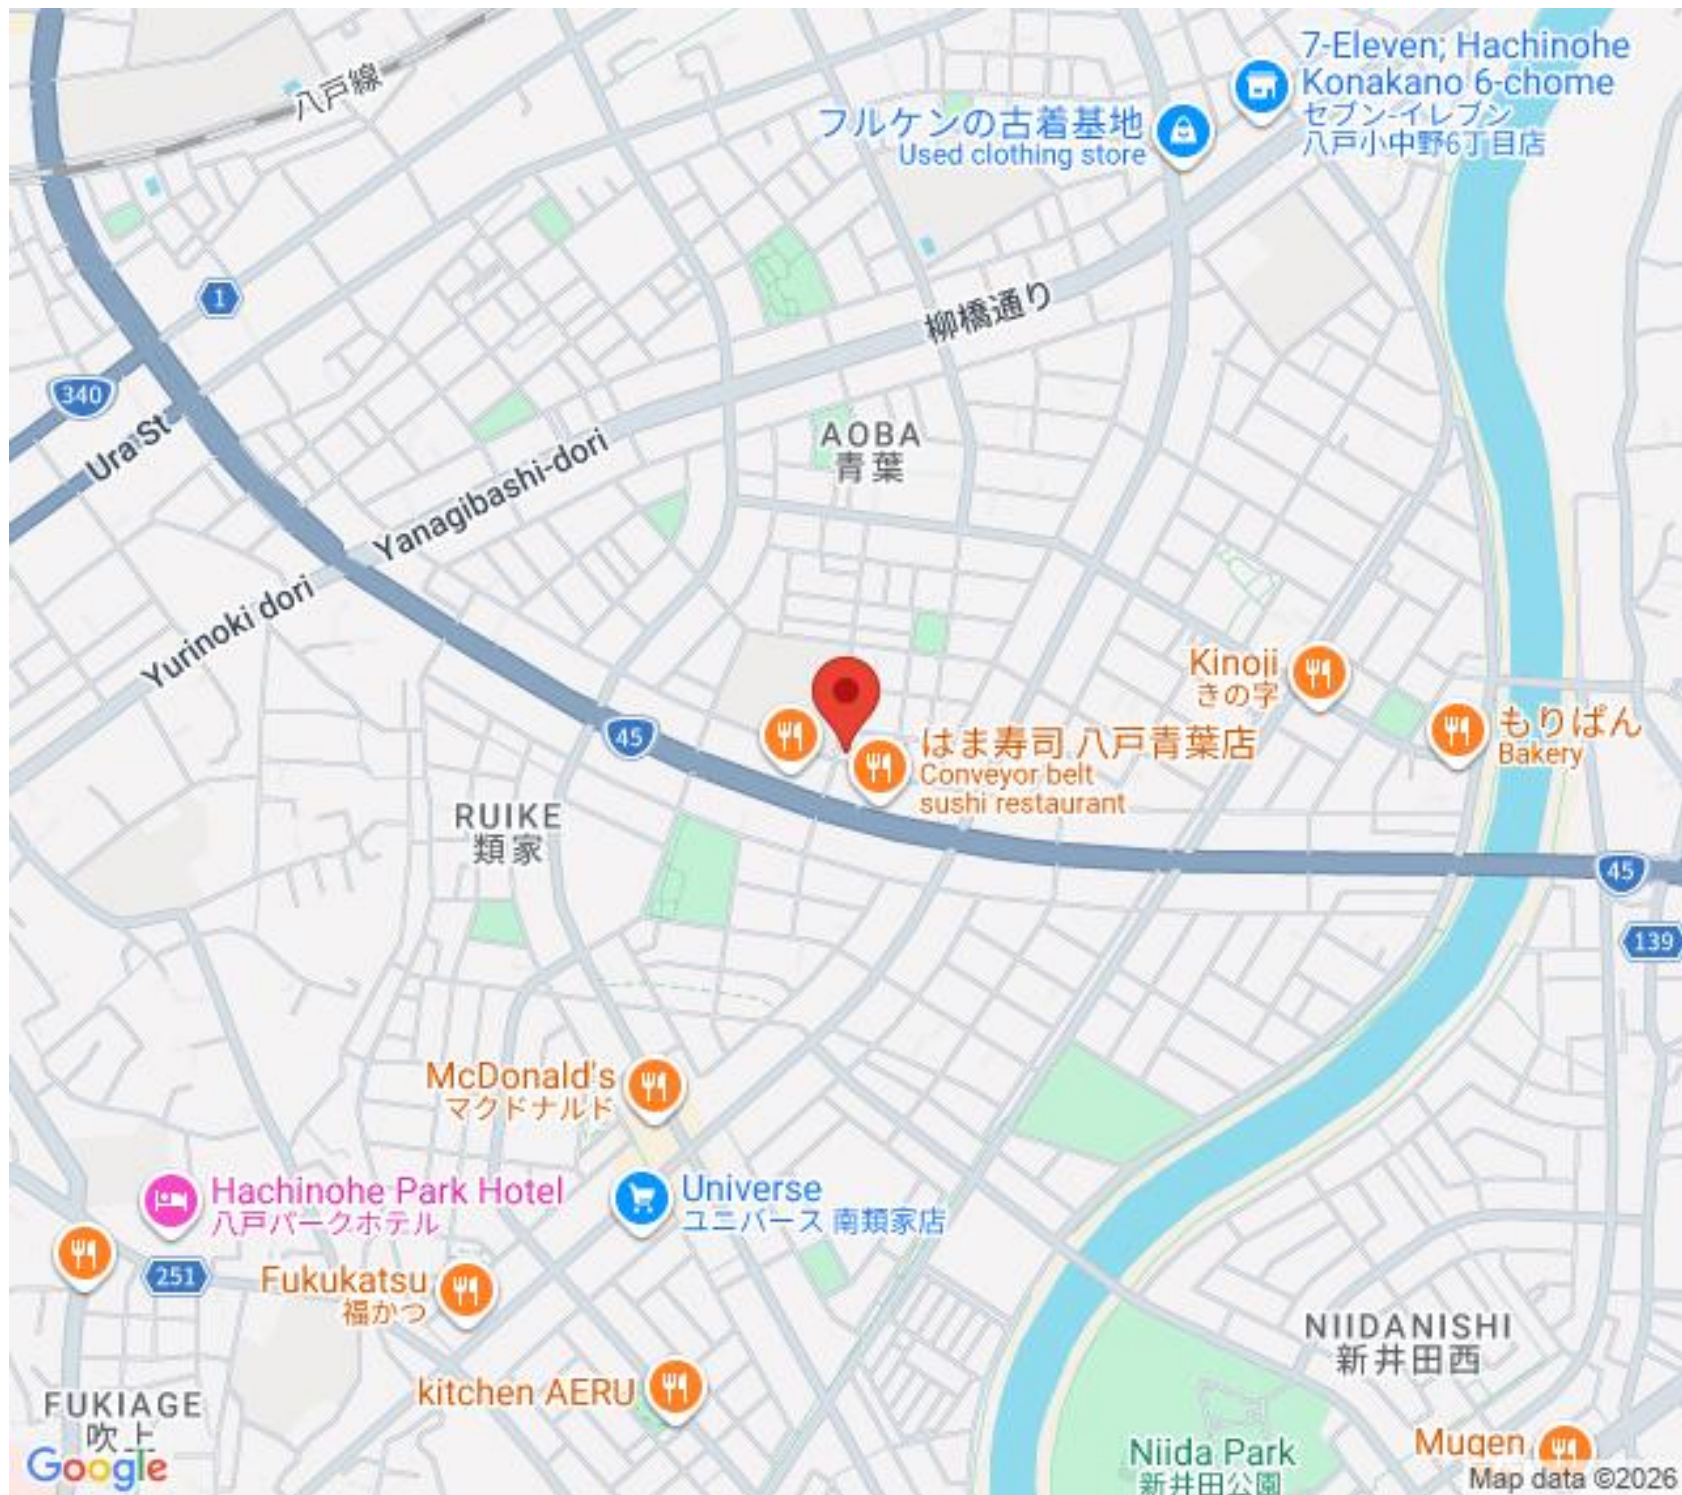 八戸線
7-Eleven; Hachinohe
Konakano 6-chome
セブン-イレブン
八戸小中野6丁目店
フルケンの古着基地
Used clothing store
1
柳橋通り
340
Ura St
AOBA
青葉
Yanagibashi-dori
Yurinoki dori
Kinoji
きの字
もりぱん
Bakery
45
はま寿司 八戸青葉店
Conveyor belt
sushi restaurant
RUIKE
類家
45
139
McDonald's
マクドナルド
Hachinohe Park Hotel
八戸パークホテル
Universe
ユニバース 南類家店
251
Fukukatsu
福かつ
NIIDANISHI
新井田西
kitchen AERU
FUKIAGE
吹上
Niida Park
新井田公園
Mugen
Google
Map data ©2026